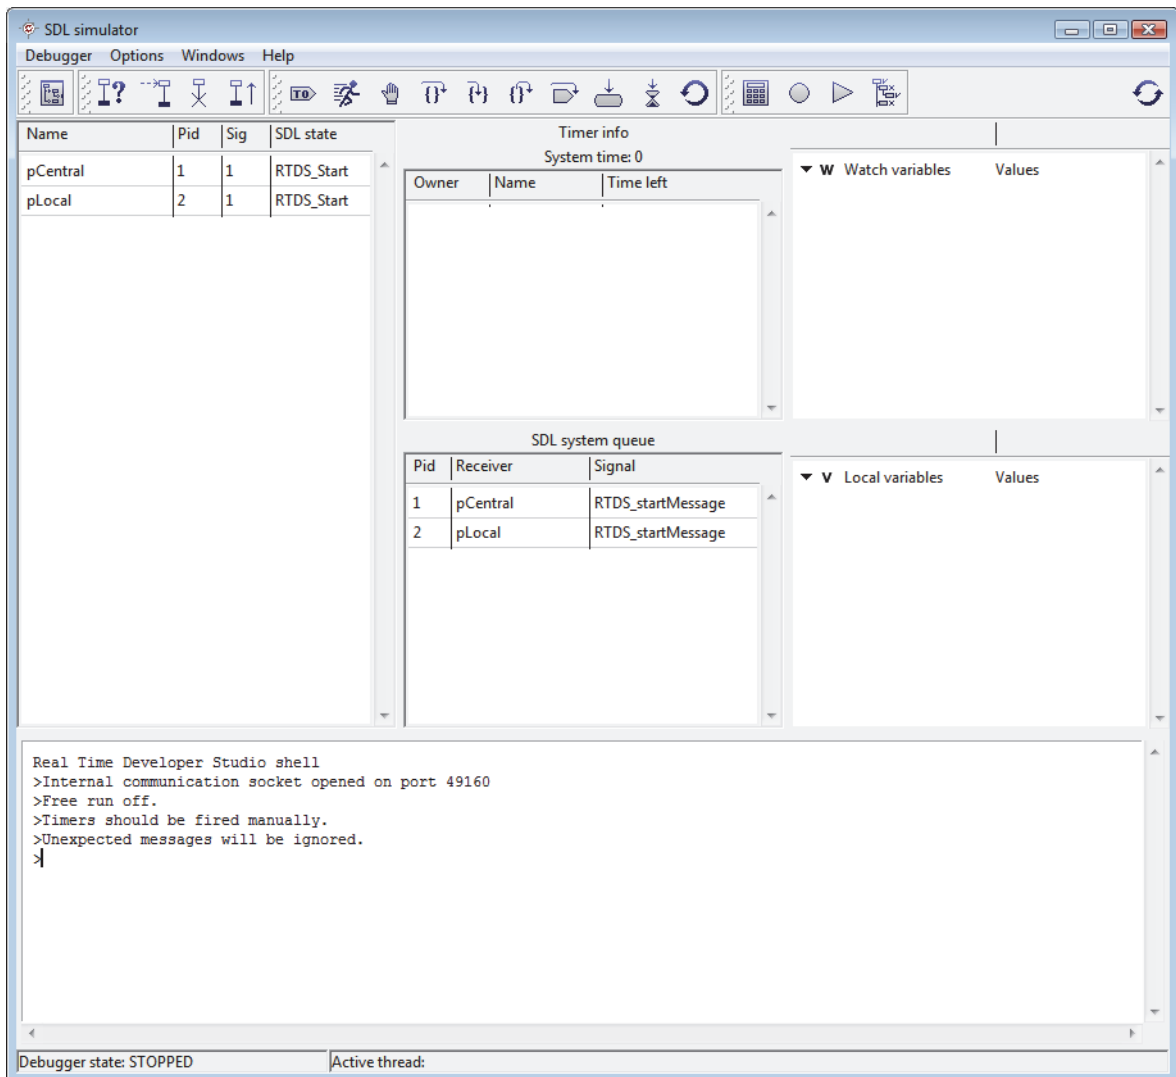 SDL simulator
Debugger Options Windows Help
I? TO
Name Pid Sig SDL state
pCentral 1 1 RTDS_Start
pLocal 2 1 RTDS_Start
Timer info
System time: 0
Owner Name Time left
W Watch variables Values
SDL system queue
Pid Receiver Signal
1 pCentral RTDS_startMessage
2 pLocal RTDS_startMessage
V Local variables Values
Real Time Developer Studio shell
>Internal communication socket opened on port 49160
>Free run off.
>Timers should be fired manually.
>Unexpected messages will be ignored.
>
Debugger state: STOPPED Active thread: